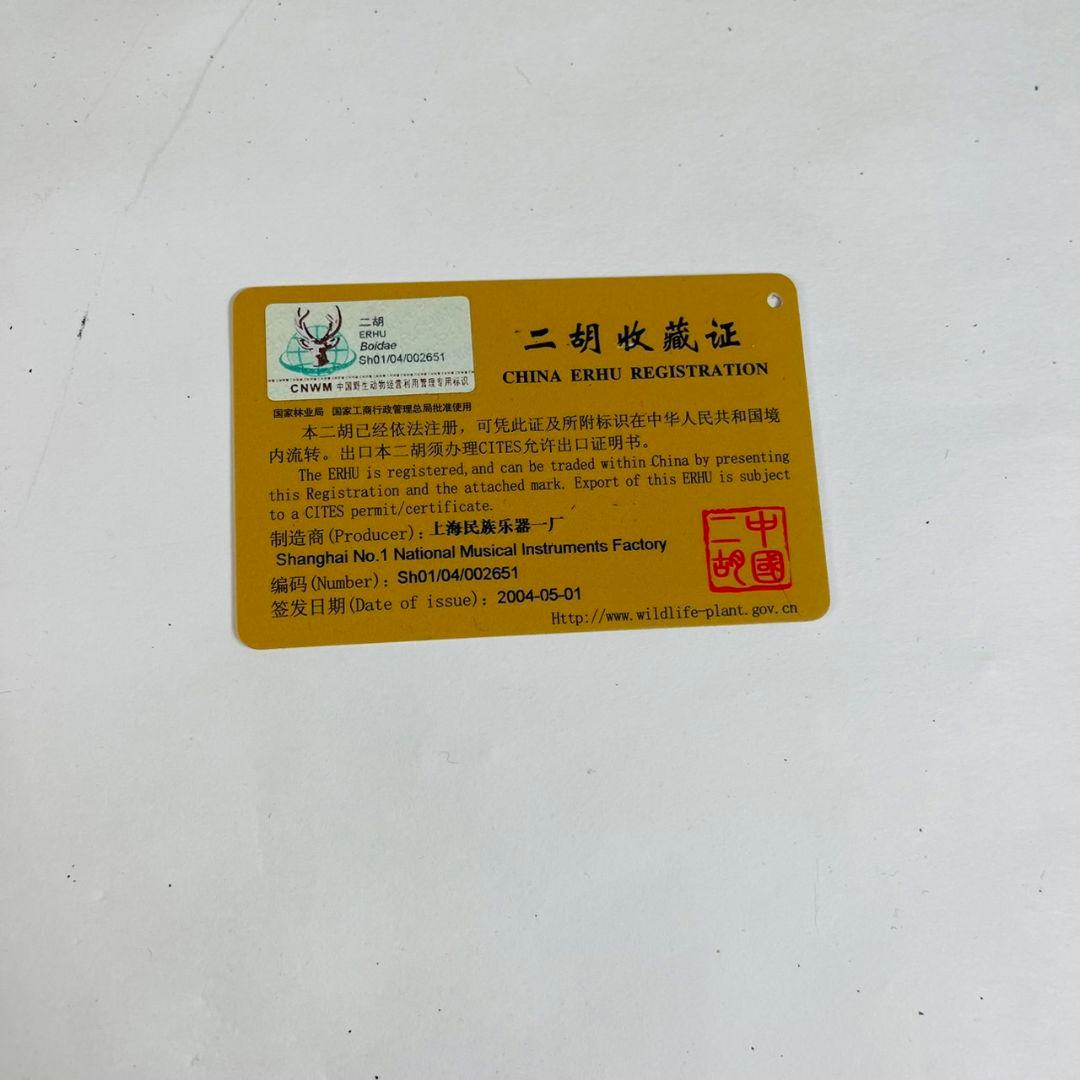 二胡
ERHU
Boidae
Sh01/04/002651
CNWM 中国野生动物经营利用管理专用标识
国家林业局 国家工商行政管理总局批准使用
二胡收藏证
CHINA ERHU REGISTRATION
本二胡已经依法注册，可凭此证及所附标识在中华人民共和国境
内流转。出口本二胡须办理CITES允许出口证明书。
The ERHU is registered,and can be traded within China by presenting
this Registration and the attached mark. Export of this ERHU is subject
to a CITES permit/certificate.
制造商(Producer)：上海民族乐器一厂
Shanghai No.1 National Musical Instruments Factory
编码(Number)：Sh01/04/002651
签发日期(Date of issue)：2004-05-01
中國
二胡
Http://www.wildlife-plant.gov.cn